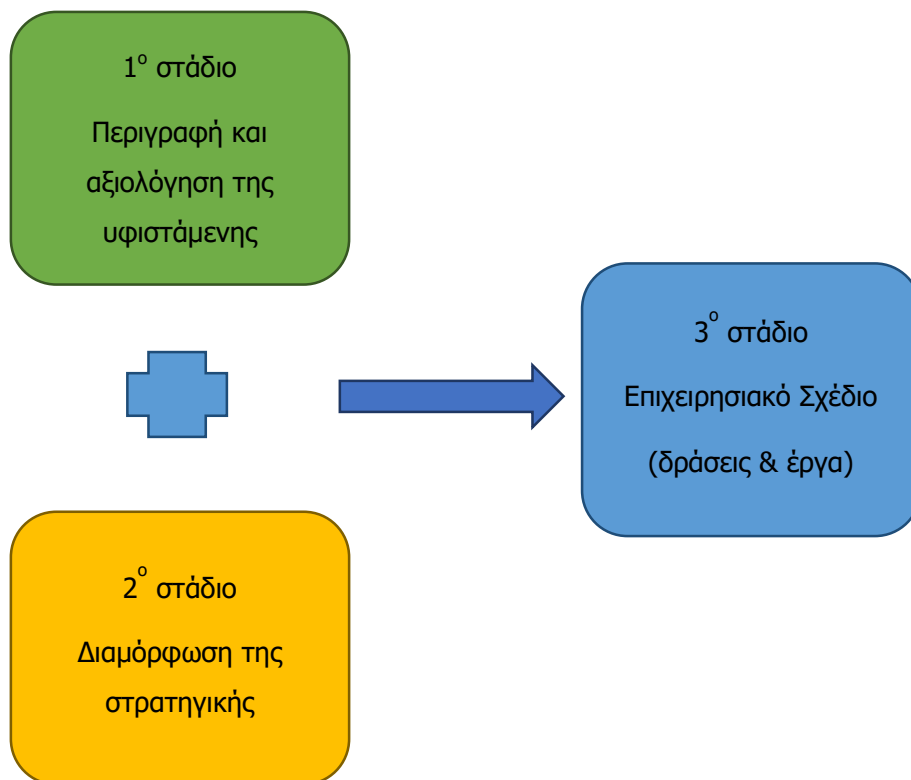 1ο στάδιο
Περιγραφή και
αξιολόγηση της
υφιστάμενης
3ο στάδιο
Επιχειρησιακό Σχέδιο
(δράσεις & έργα)
2ο στάδιο
Διαμόρφωση της
στρατηγικής